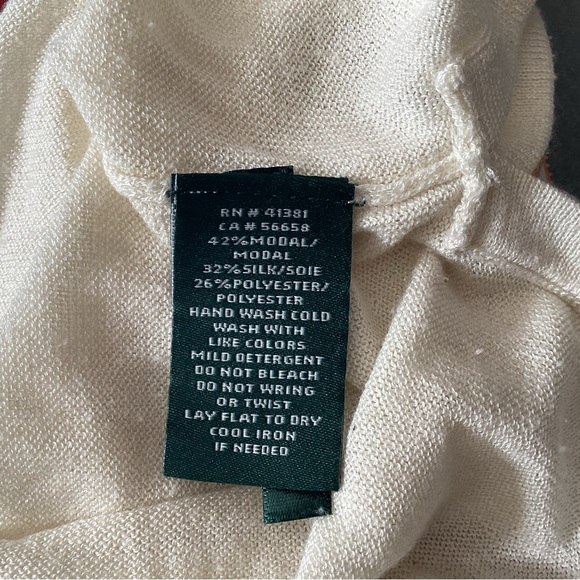 RN # 41381
CA # 56658
42%MODAL/
MODAL
32%SILK/SOIE
26%POLYESTER/
POLYESTER
HAND WASH COLD
WASH WITH
LIKE COLORS
MILD DETERGENT
DO NOT BLEACH
DO NOT WRING
OR TWIST
LAY FLAT TO DRY
COOL IRON
IF NEEDED